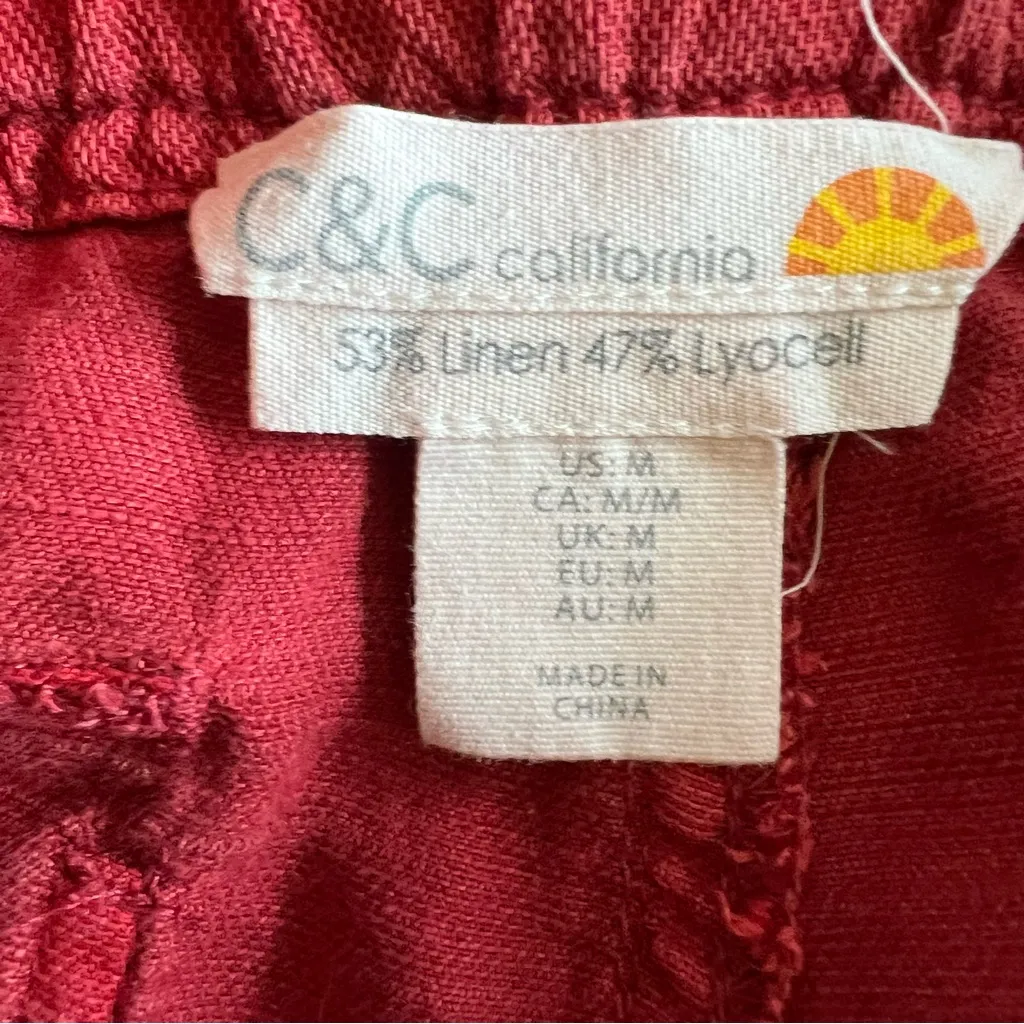 C&C california
53% Linen 47% Lyocell
US: M
CA: M/M
UK: M
EU: M
AU: M
MADE IN
CHINA